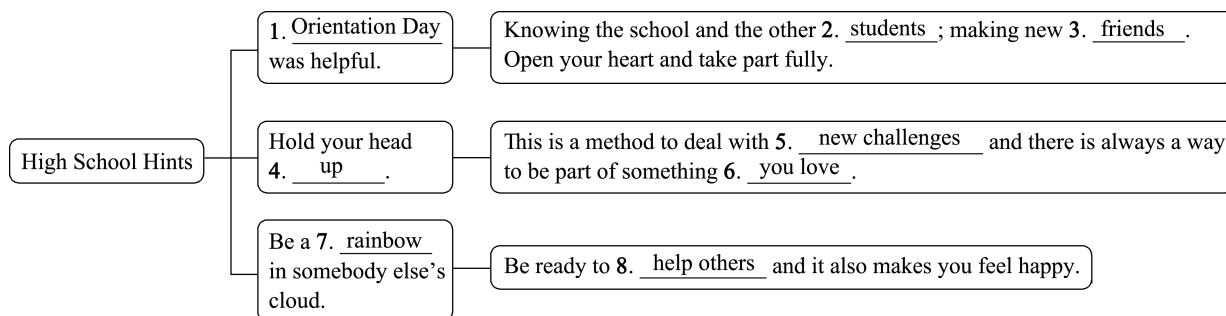 High School Hints
1. Orientation Day
was helpful.
Knowing the school and the other 2. students; making new 3. friends.
Open your heart and take part fully.
Hold your head
4. up.
This is a method to deal with 5. new challenges and there is always a way
to be part of something 6. you love.
Be a 7. rainbow
in somebody else's
cloud.
Be ready to 8. help others and it also makes you feel happy.